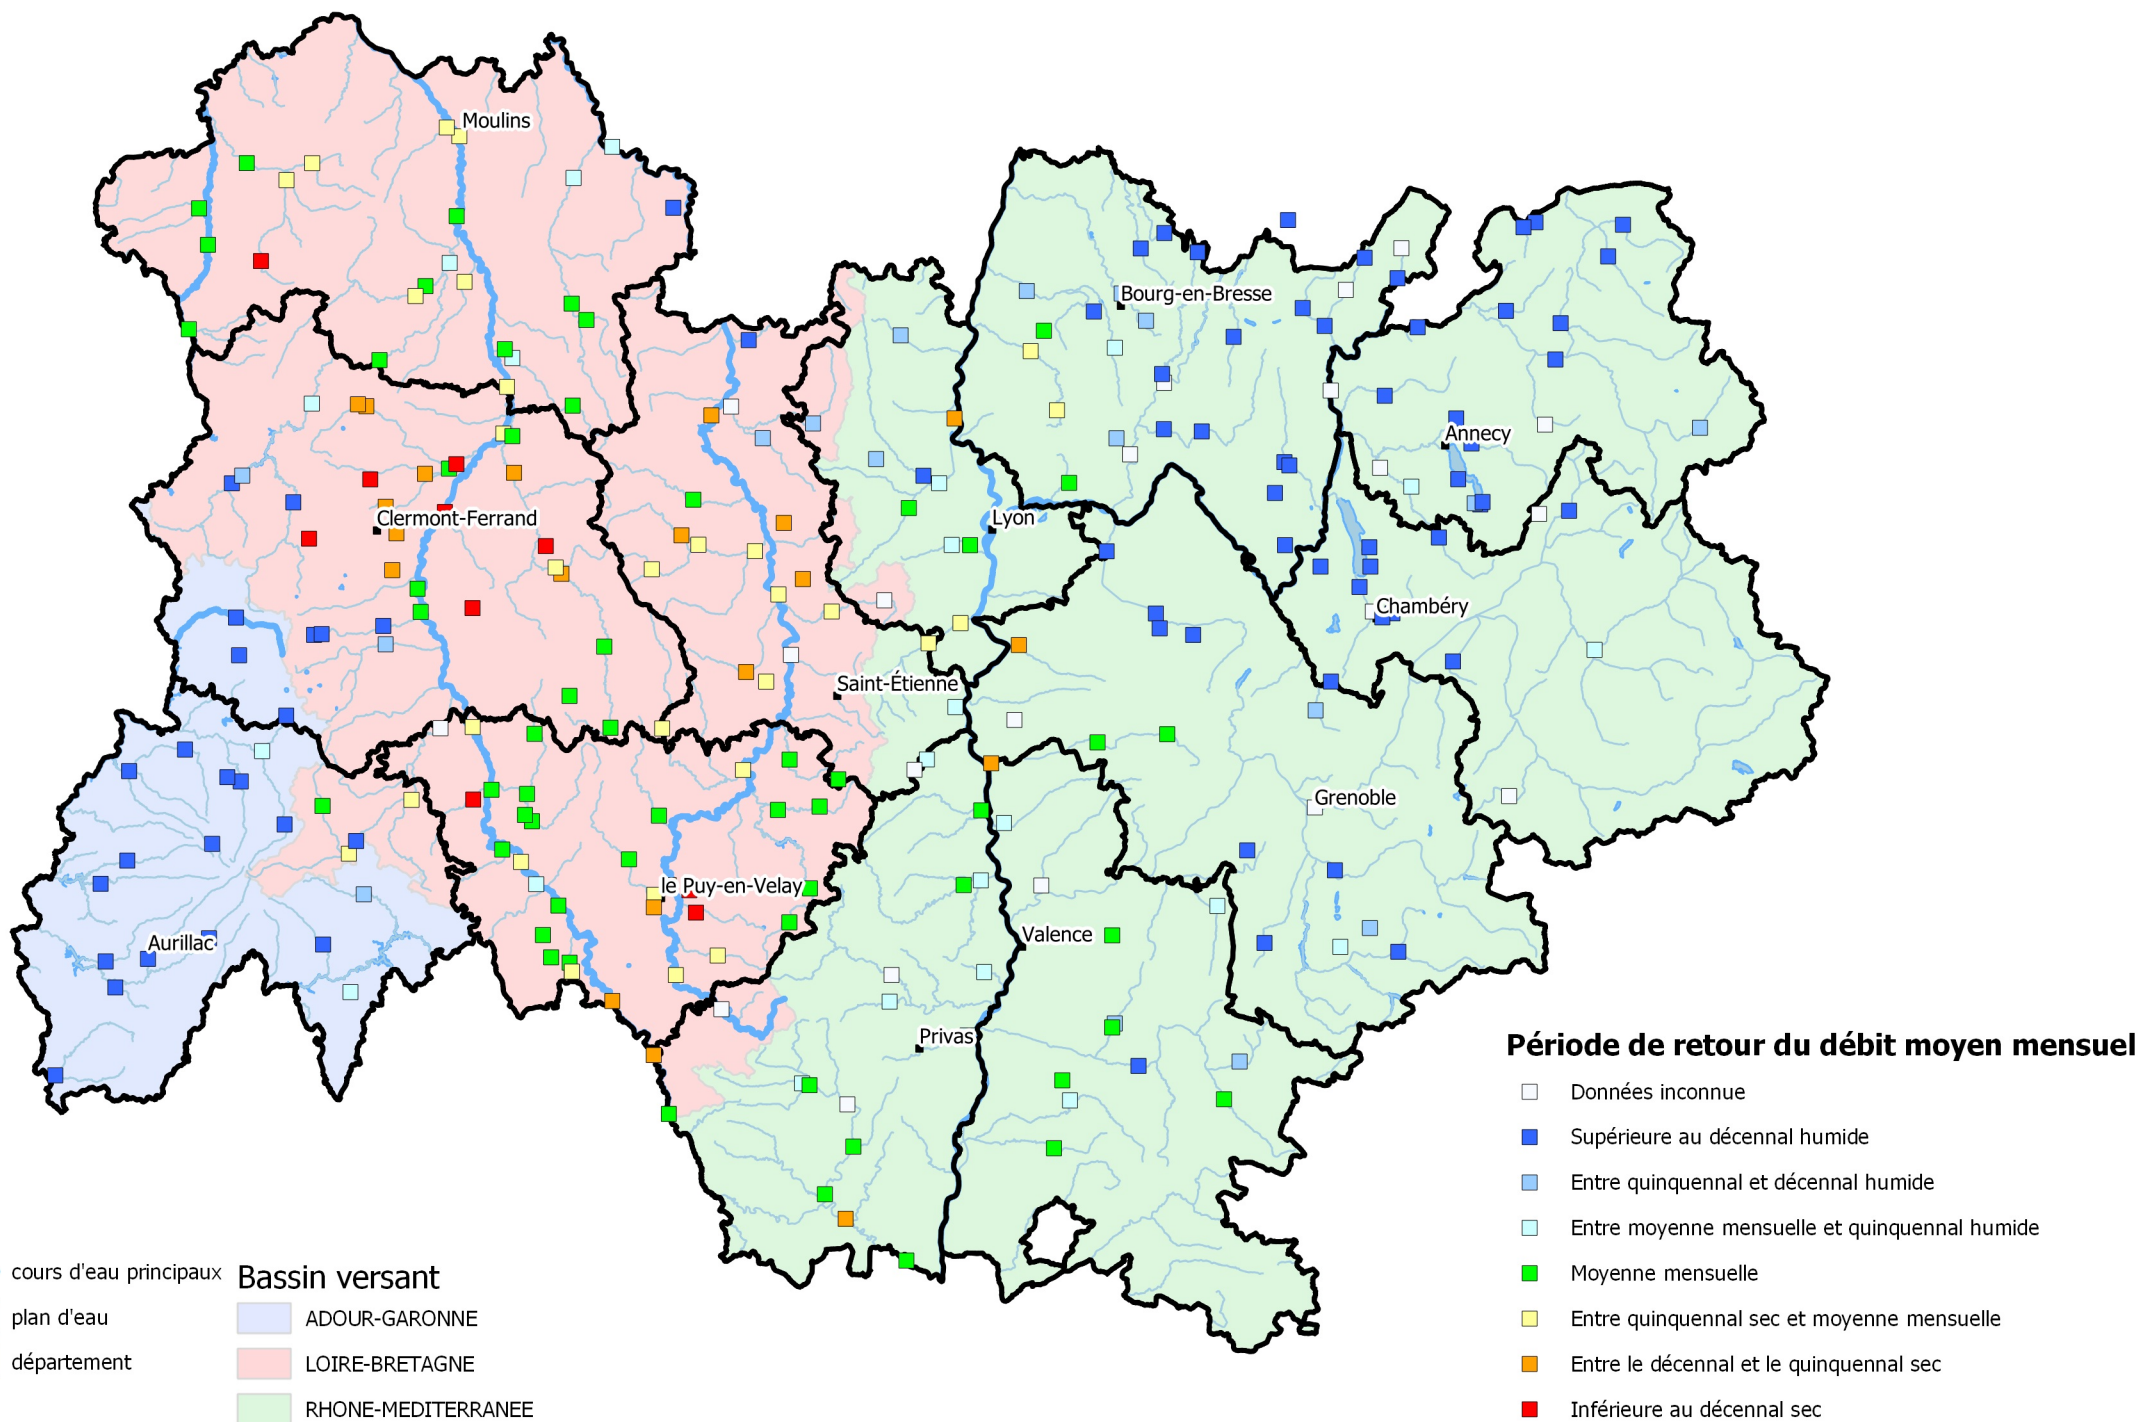 Moulins
Bourg-en-Bresse
Annecy
Clermont-Ferrand
Lyon
Chambéry
Saint-Étienne
Grenoble
le Puy-en-Velay
Aurillac
Valence
Privas
Période de retour du débit moyen mensuel
Données inconnue
Supérieure au décennal humide
Entre quinquennal et décennal humide
Entre moyenne mensuelle et quinquennal humide
Moyenne mensuelle
Entre quinquennal sec et moyenne mensuelle
Entre le décennal et le quinquennal sec
Inférieure au décennal sec
cours d'eau principaux
plan d'eau
département
Bassin versant
ADOUR-GARONNE
LOIRE-BRETAGNE
RHONE-MEDITERRANEE